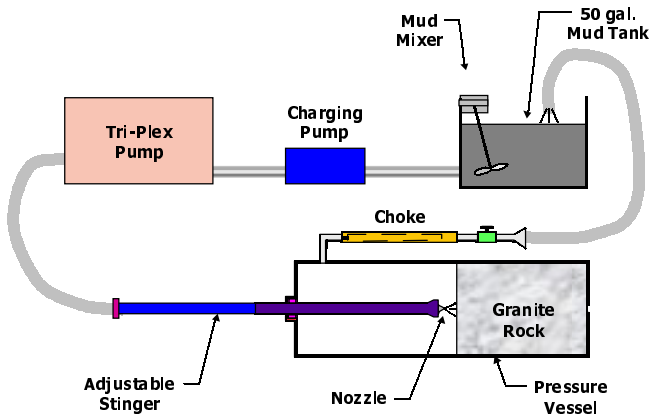 Mud
Mixer
50 gal.
Mud Tank
Charging
Pump
Tri-Plex
Pump
Choke
Granite
Rock
Adjustable
Stinger
Nozzle
Pressure
Vessel